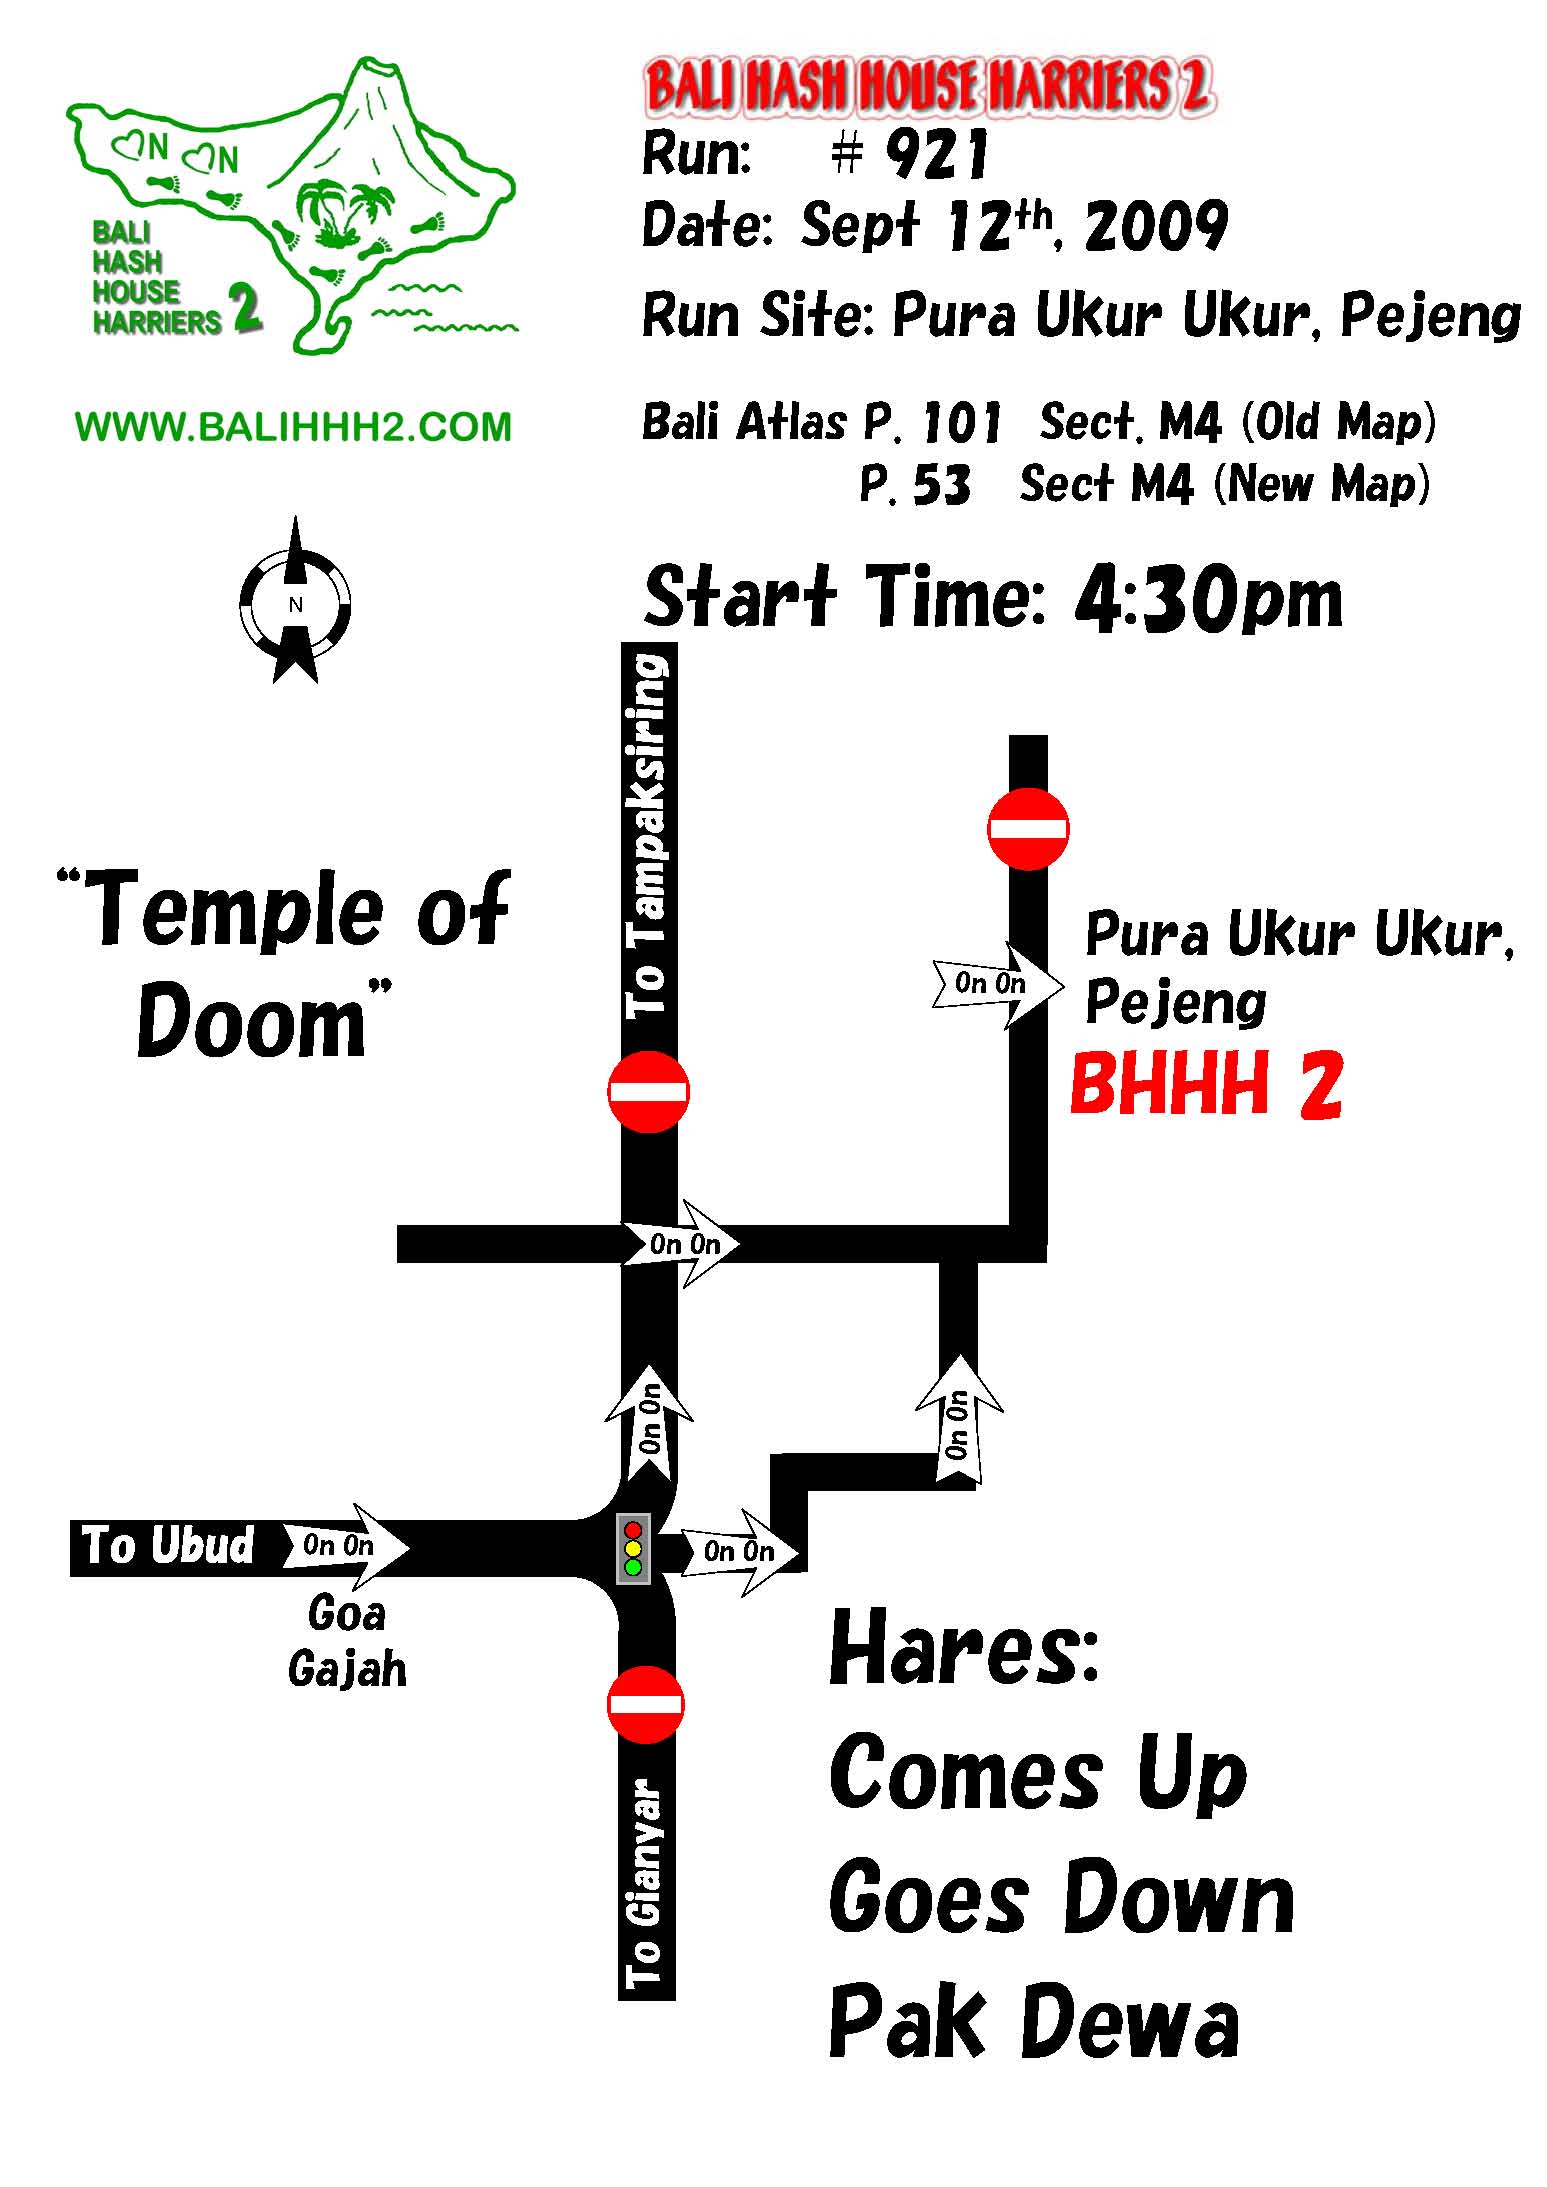 BALI HASH HOUSE HARRIERS 2
Run: # 921
Date: Sept 12th, 2009
Run Site: Pura Ukur Ukur, Pejeng
♡N ♡N
BALI
HASH
HOUSE
HARRIERS 2
WWW.BALIHHH2.COM
Bali Atlas P. 101 Sect. M4 (Old Map)
P. 53 Sect M4 (New Map)
N
Start Time: 4:30pm
To Tampaksiring
“Temple of
Doom”
Pura Ukur Ukur,
Pejeng
BHHH 2
On On
On On
On On
On On
To Ubud
On On
On On
Goa
Gajah
To Gianyar
Hares:
Comes Up
Goes Down
Pak Dewa